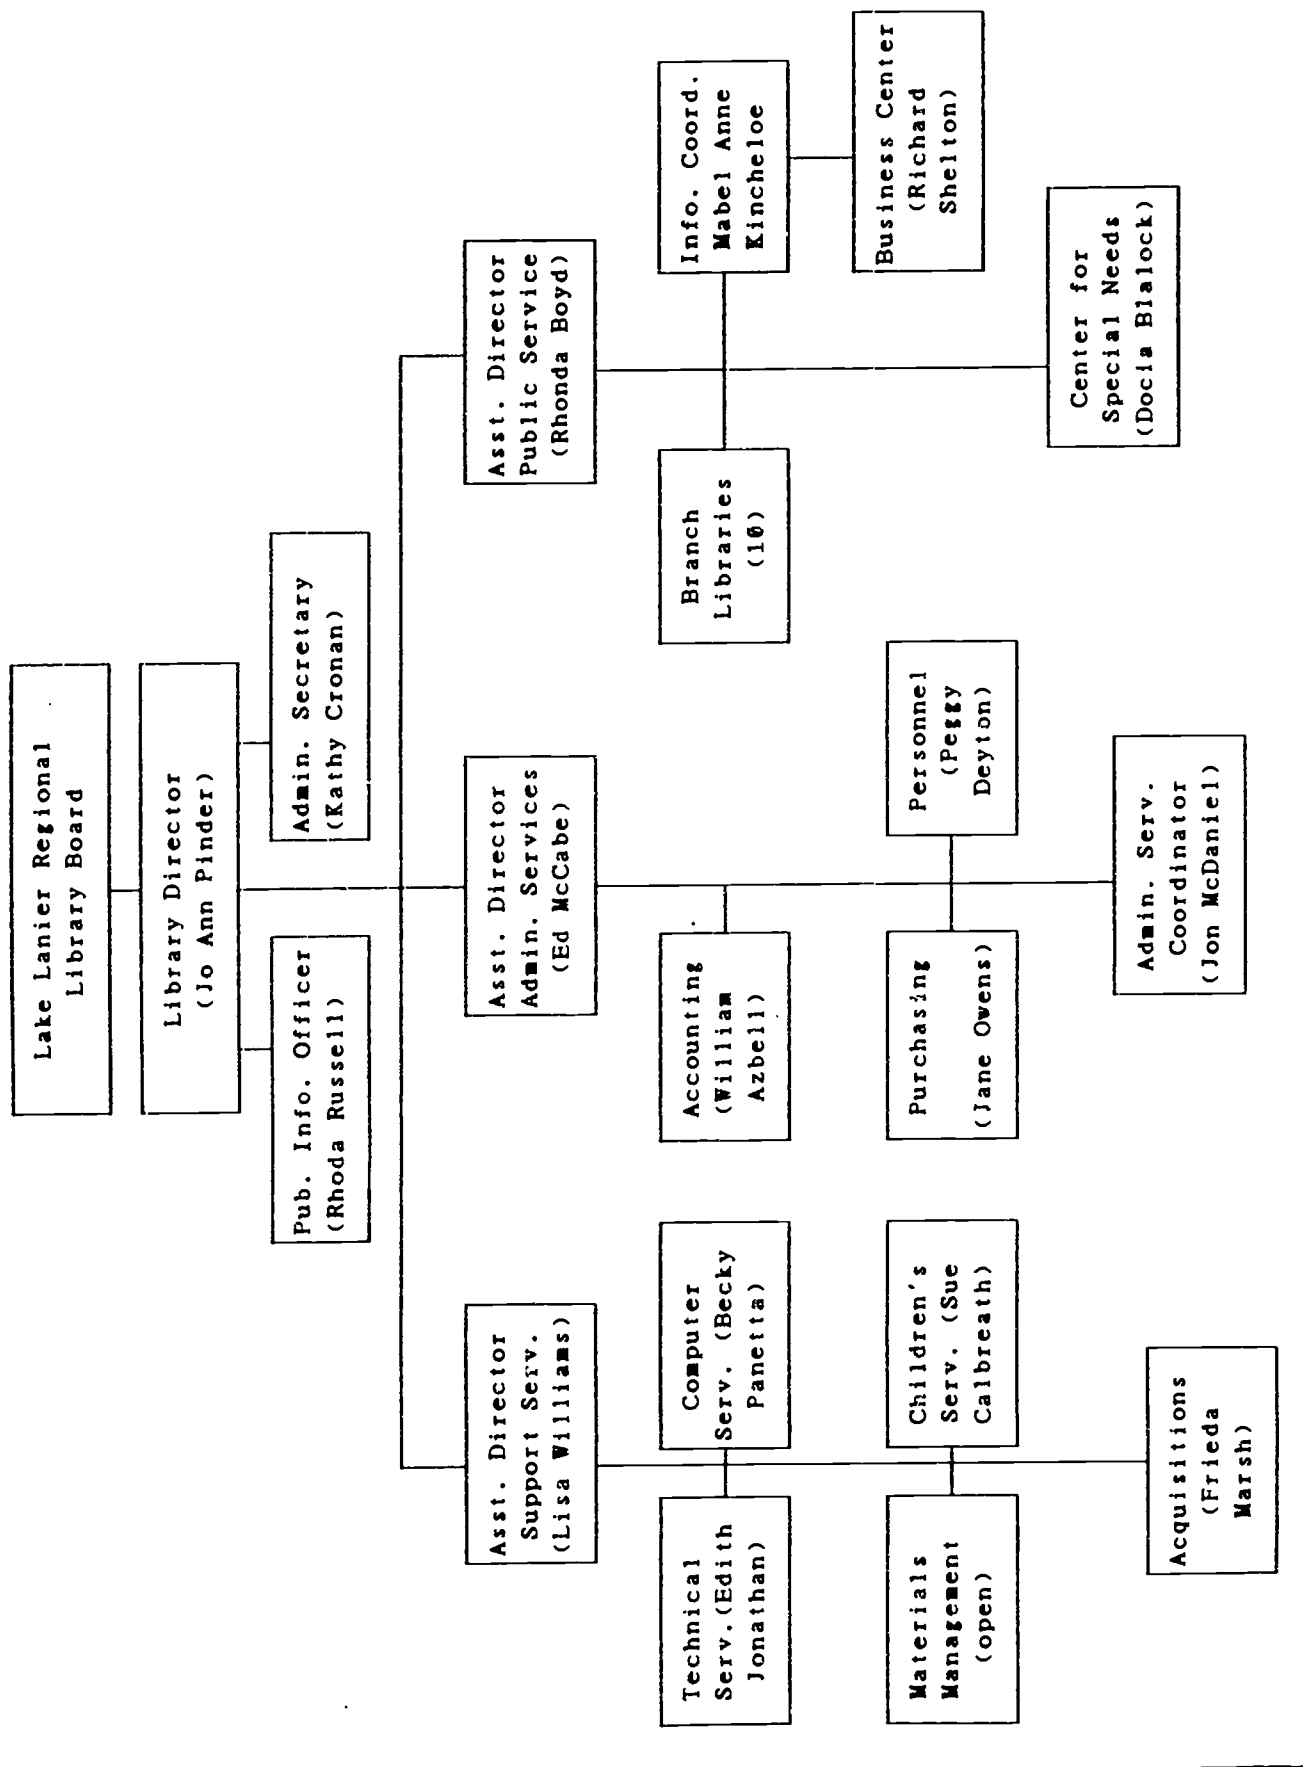 Lake Lanier Regional
Library Board
Library Director
(Jo Ann Pinder)
Pub. Info. Officer
(Rhoda Russell)
Admin. Secretary
(Kathy Cronan)
Asst. Director
Support Serv.
(Lisa Williams)
Asst. Director
Admin. Services
(Ed McCabe)
Asst. Director
Public Service
(Rhonda Boyd)
Technical
Serv.(Edith
Jonathan)
Computer
Serv. (Becky
Panetta)
Accounting
(William
Azbell)
Branch
Libraries
(10)
Info. Coord.
Mabel Anne
Kincheloe
Materials
Management
(open)
Children's
Serv. (Sue
Calbreath)
Purchasing
(Jane Owens)
Personnel
(Peggy
Deyton)
Business Center
(Richard
Shelton)
Acquisitions
(Frieda
Marsh)
Admin. Serv.
Coordinator
(Jon McDaniel)
Center for
Special Needs
(Docia Blalock)